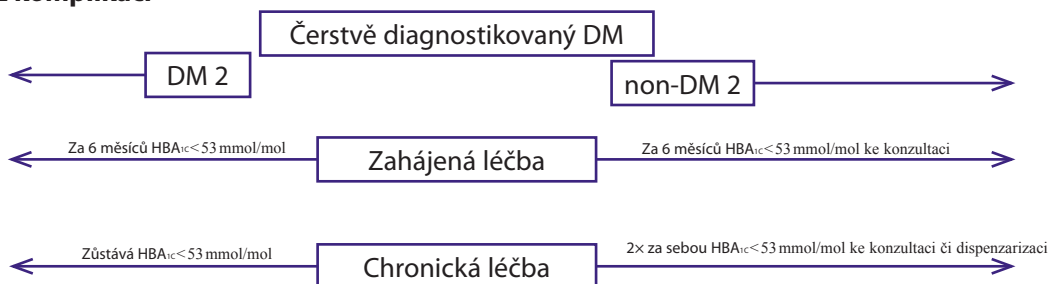 Čerstvě diagnostikovaný DM
DM 2
non-DM 2
Za 6 měsíců HBA1c<53 mmol/mol
Zahájená léčba
Za 6 měsíců HBA1c<53 mmol/mol ke konzultaci
Zůstává HBA1c<53 mmol/mol
Chronická léčba
2× za sebou HBA1c<53 mmol/mol ke konzultaci či dispenzarizaci